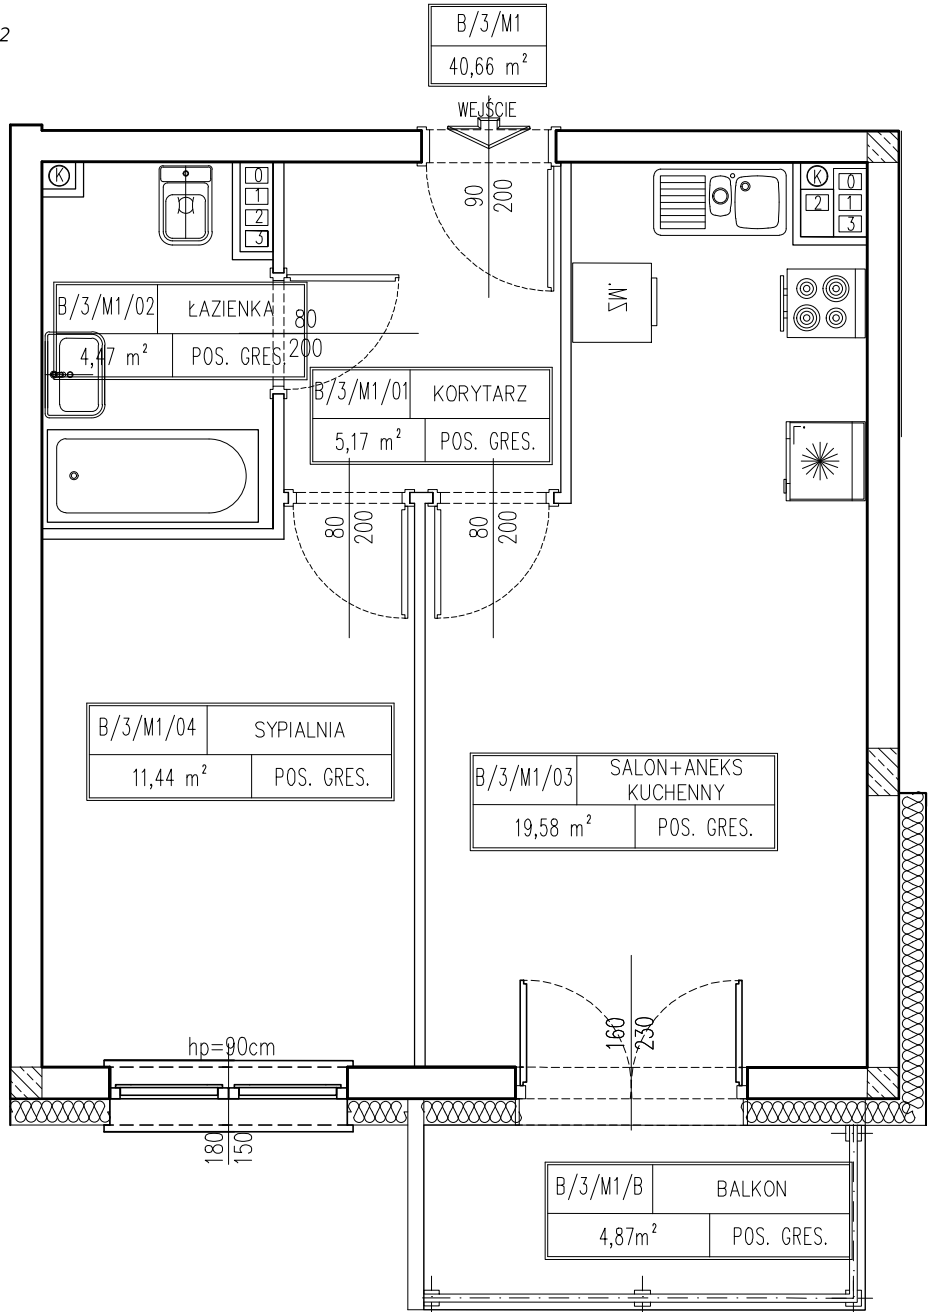 B/3/M1
2
40,66 m²
WEJŚCIE
K
0
1
2
3
90
200
K
2
0
1
3
.MZ
B/3/M1/02 ŁAZIENKA
4,47 m² POS. GRES.
80
200
B/3/M1/01 KORYTARZ
5,17 m² POS. GRES.
80
200
80
200
B/3/M1/04 SYPIALNIA
11,44 m² POS. GRES.
B/3/M1/03 SALON+ANEKS
KUCHENNY
19,58 m² POS. GRES.
160
230
hp=90cm
180
150
B/3/M1/B BALKON
4,87m² POS. GRES.